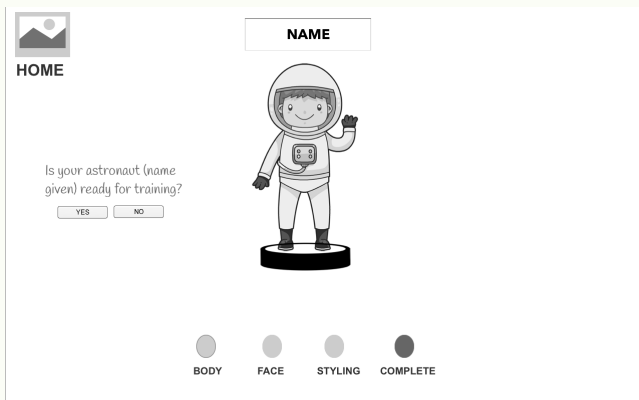 NAME
HOME
Is your astronaut (name
given) ready for training?
YES NO
BODY FACE STYLING COMPLETE